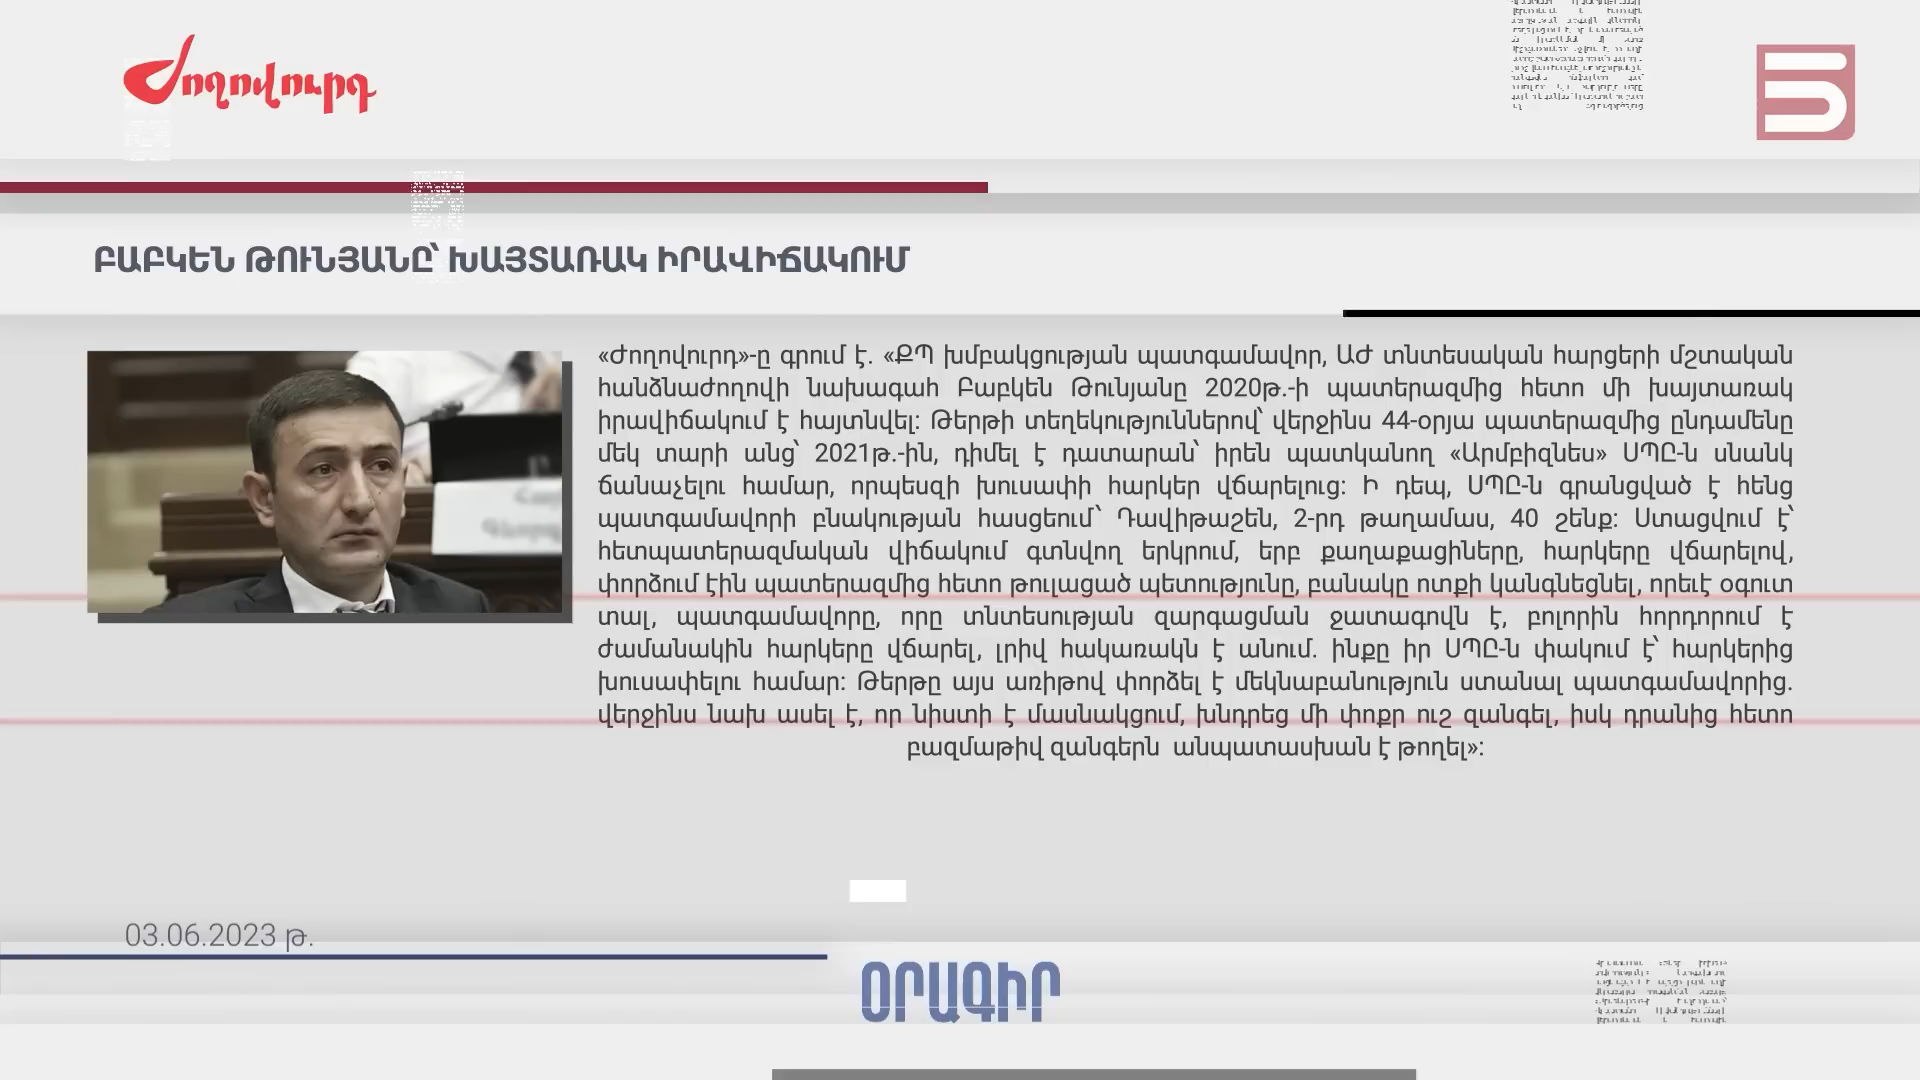 Ժողովուրդ
ԲԱԲԿԵՆ ԹՈՒՆՅԱՆԸ՝ ԽԱՅՏԱՌԱԿ ԻՐԱՎԻՃԱԿՈՒՄ
«Ժողովուրդ»-ը գրում է. «ՔՊ խմբակցության պատգամավոր, ԱԺ տնտեսական հարցերի մշտական
հանձնաժողովի նախագահ Բաբկեն Թունյանը 2020թ.-ի պատերազմից հետո մի խայտառակ
իրավիճակում է հայտնվել: Թերթի տեղեկություններով՝ վերջինս 44-օրյա պատերազմից ընդամենը
մեկ տարի անց՝ 2021թ.-ին, դիմել է դատարան՝ իրեն պատկանող «Արմբիզնես» ՍՊԸ-ն սնանկ
ճանաչելու համար, որպեսզի խուսափի հարկեր վճարելուց: Ի դեպ, ՍՊԸ-ն գրանցված է հենց
պատգամավորի բնակության հասցեում՝ Դավիթաշեն, 2-րդ թաղամաս, 40 շենք: Ստացվում է՝
հետպատերազմական վիճակում գտնվող երկրում, երբ քաղաքացիները, հարկերը վճարելով,
փորձում էին պատերազմից հետո թուլացած պետությունը, բանակը ոտքի կանգնեցնել, որեւէ օգուտ
տալ, պատգամավորը, որը տնտեսության զարգացման ջատագովն է, բոլորին հորդորում է
ժամանակին հարկերը վճարել, լրիվ հակառակն է անում. ինքը իր ՍՊԸ-ն փակում է՝ հարկերից
խուսափելու համար: Թերթը այս առիթով փորձել է մեկնաբանություն ստանալ պատգամավորից.
վերջինս նախ ասել է, որ նիստի է մասնակցում, խնդրեց մի փոքր ուշ զանգել, իսկ դրանից հետո
բազմաթիվ զանգերն անպատասխան է թողել»:
03.06.2023 թ.
ՕՐԱԳԻՐ